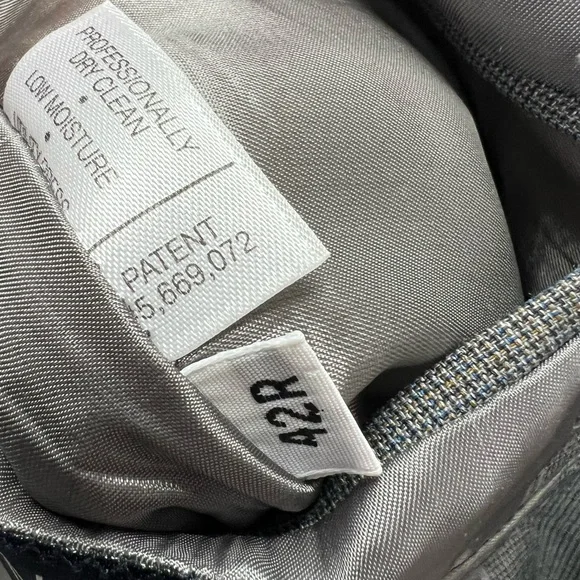 PROFESSIONALLY
DRY CLEAN
•
LOW MOISTURE
•
PATENT
5,669,072
42R